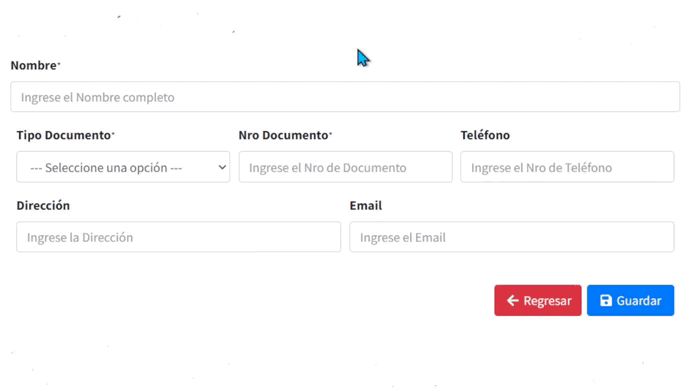 Nombre*
Ingrese el Nombre completo
Tipo Documento* Nro Documento* Teléfono
--- Seleccione una opción --- Ingrese el Nro de Documento Ingrese el Nro de Teléfono
Dirección Email
Ingrese la Dirección Ingrese el Email
Regresar Guardar